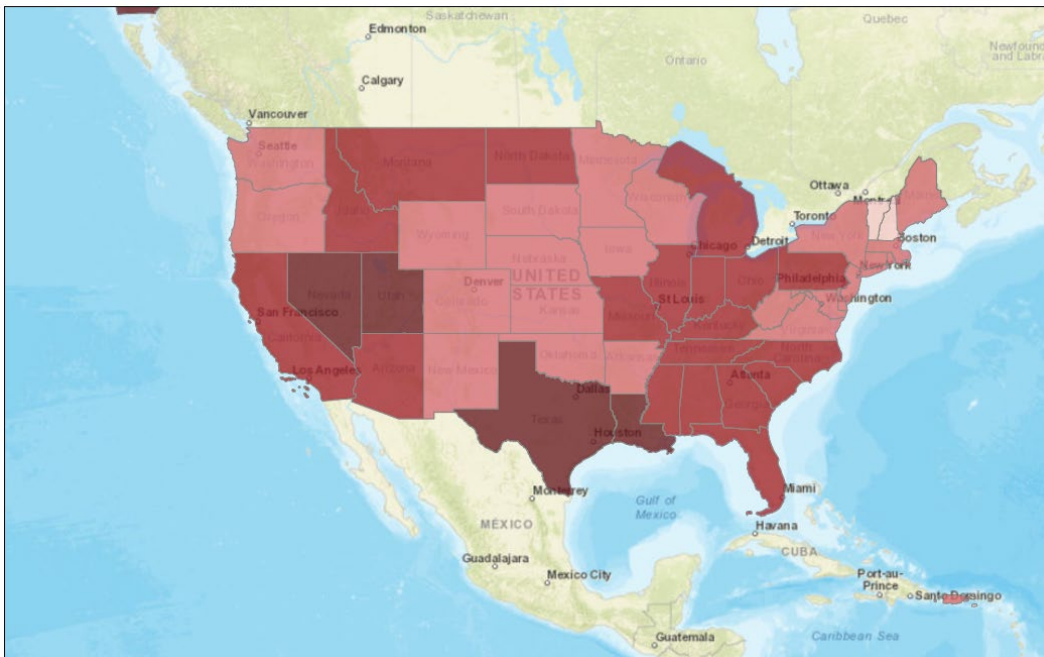 Saskatchewan
Quebec
Edmonton
Newfound
and Labra
Ontario
Calgary
Vancouver
Seattle
Washington
Montana
North Dakota
Minnesota
Ottawa
Montreal
Maine
Oregon
Idaho
South Dakota
Wisconsin
Toronto
Wyoming
New York
Boston
Chicago
Detroit
Iowa
Nebraska
New York
Nevada
Utah
Denver
Colorado
UNITED
STATES
Illinois
Ohio
Philadelphia
San Francisco
Kansas
St Louis
Washington
Missouri
Kentucky
Virginia
California
Los Angeles
Arizona
New Mexico
Oklahoma
Arkansas
Tennessee
North
Carolina
Atlanta
Georgia
Dallas
Texas
Houston
Miami
Monterrey
Gulf of
Mexico
MÉXICO
Havana
CUBA
Guadalajara
Mexico City
Port-au-
Prince
Santo Domingo
Guatemala
Caribbean Sea